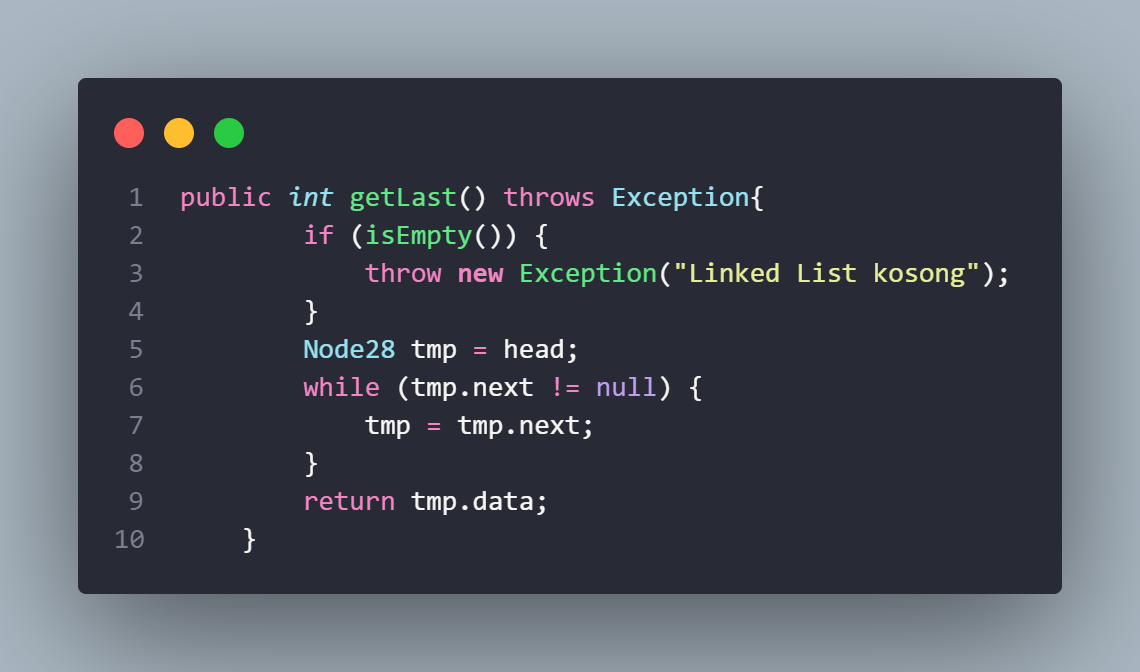 1 public int getLast() throws Exception{
2         if (isEmpty()) {
3             throw new Exception("Linked List kosong");
4         }
5         Node28 tmp = head;
6         while (tmp.next != null) {
7             tmp = tmp.next;
8         }
9         return tmp.data;
10     }